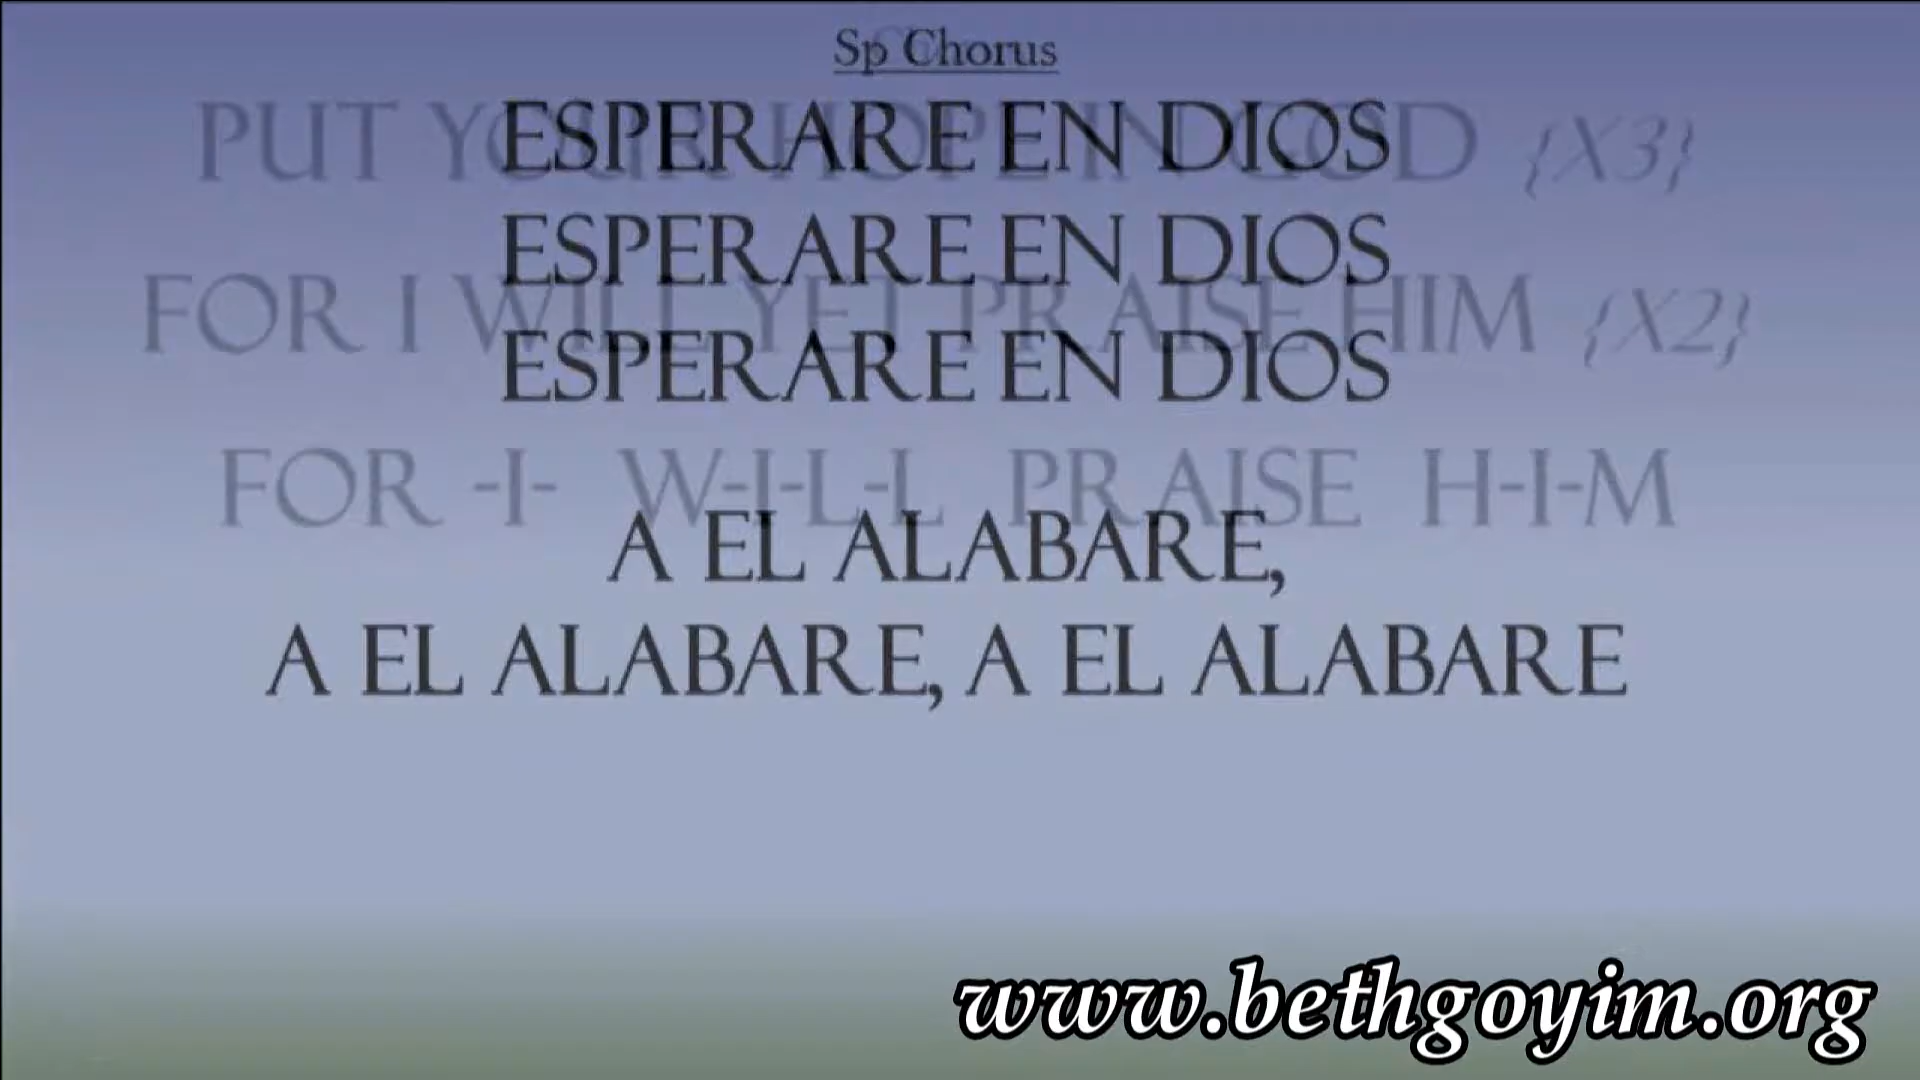 Sp Chorus
ESPERARE EN DIOS
PUT YOUR HOPE IN GOD {X3}
ESPERARE EN DIOS
FOR I WILL YET PRAISE HIM {X2}
ESPERARE EN DIOS
FOR -I- W-I-L-L PRAISE H-I-M
A EL ALABARE,
A EL ALABARE, A EL ALABARE
www.bethgoyim.org